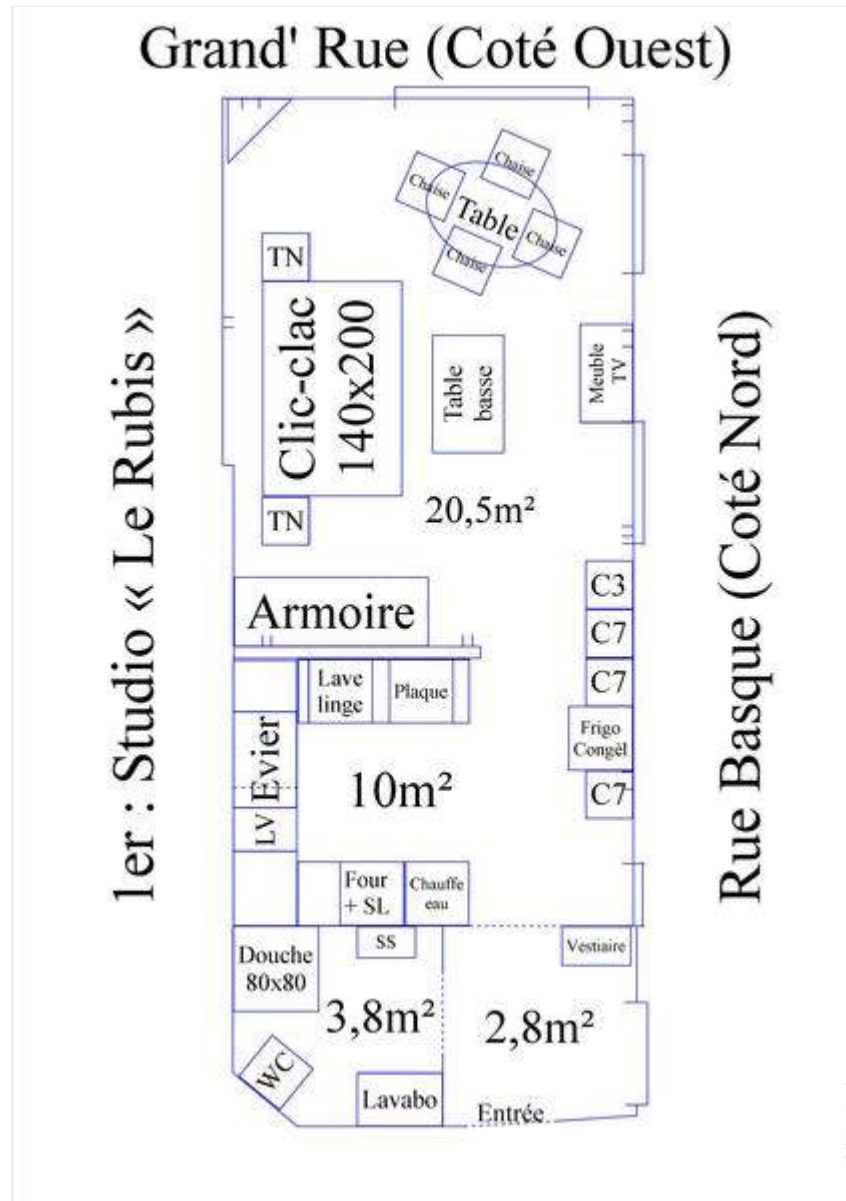 Grand' Rue (Coté Ouest)
Chaise
Chaise
Table
Chaise
Chaise
TN
Clic-clac
140x200
Table
basse
Meuble
TV
TN
20,5m²
1er : Studio « Le Rubis »
Rue Basque (Coté Nord)
Armoire
C3
C7
C7
Lave
linge
Plaque
Frigo
Congèl
Evier
10m²
C7
LV
Four
+ SL
Chauffe
eau
SS
Vestiaire
Douche
80x80
3,8m²
2,8m²
WC
Lavabo
Entrée